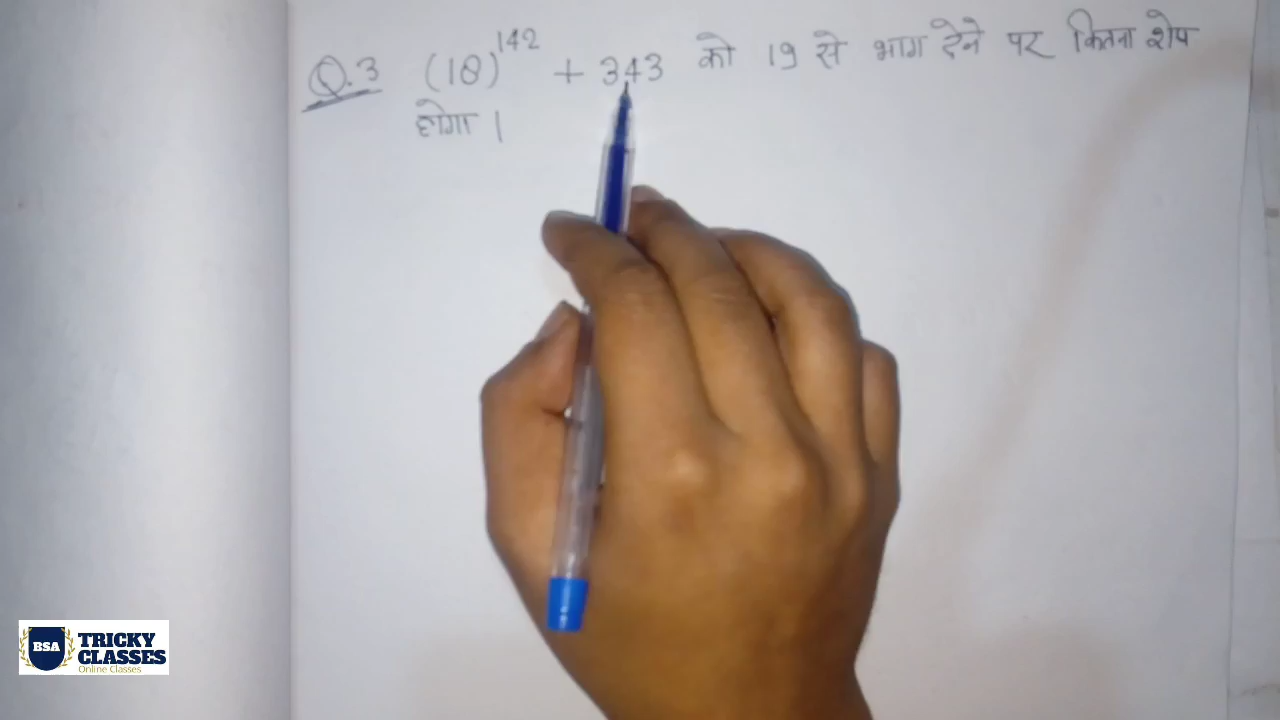 Q.3 (18)^142 + 343 को 19 से भाग देने पर कितना शेष
होगा।
BSA TRICKY
CLASSES
Online Classes